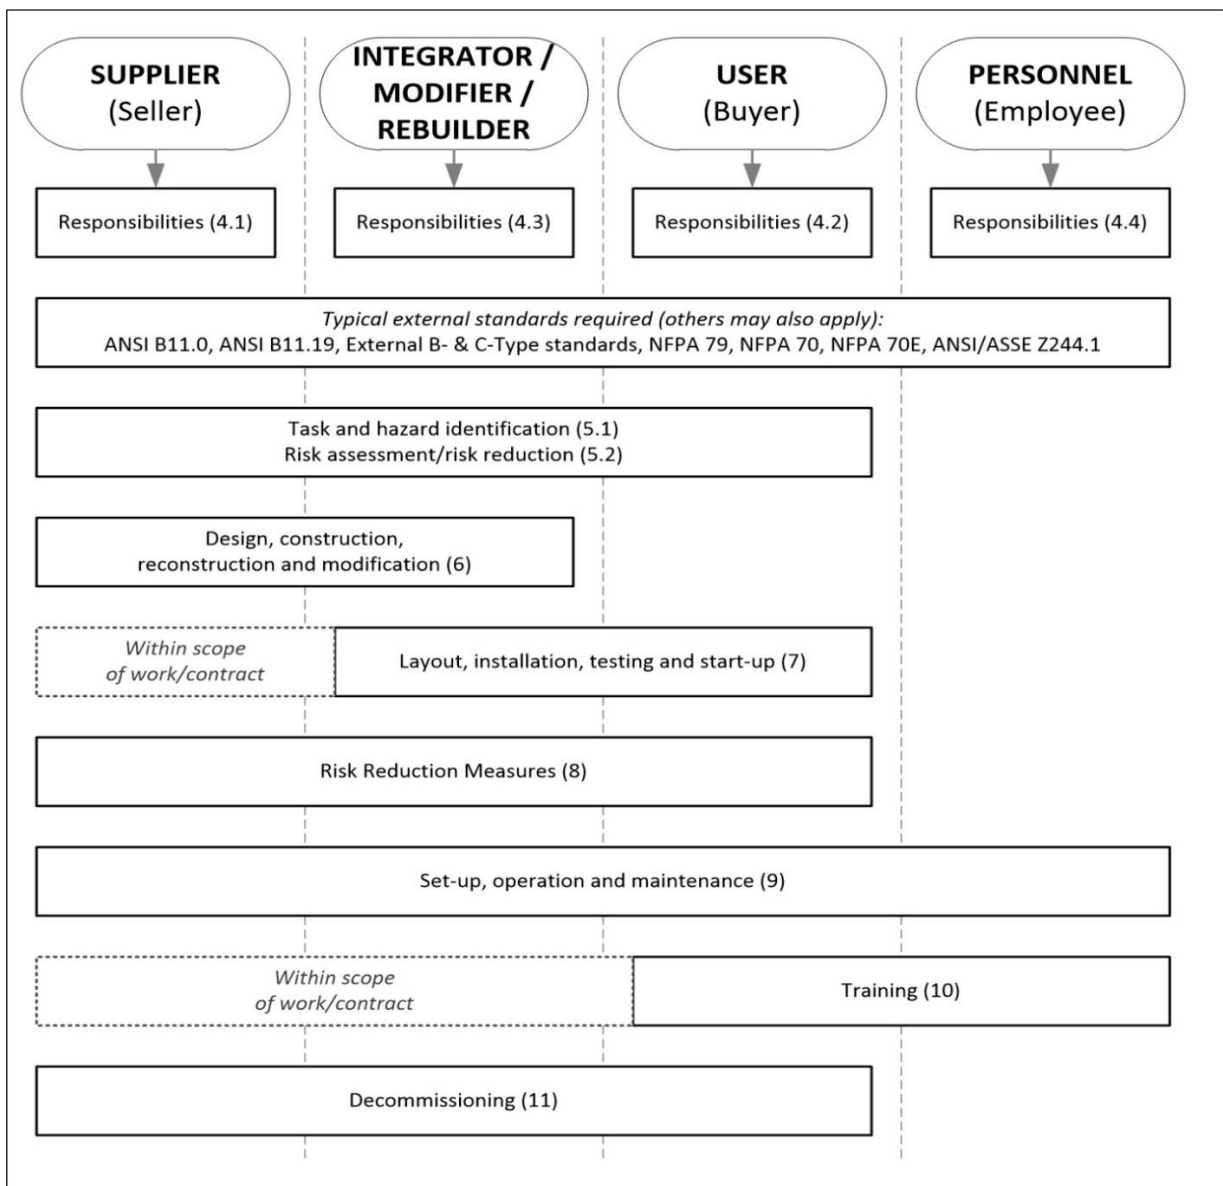 SUPPLIER
(Seller)
INTEGRATOR /
MODIFIER /
REBUILDER
USER
(Buyer)
PERSONNEL
(Employee)
Responsibilities (4.1)
Responsibilities (4.3)
Responsibilities (4.2)
Responsibilities (4.4)
Typical external standards required (others may also apply):
ANSI B11.0, ANSI B11.19, External B- & C-Type standards, NFPA 79, NFPA 70, NFPA 70E, ANSI/ASSE Z244.1
Task and hazard identification (5.1)
Risk assessment/risk reduction (5.2)
Design, construction,
reconstruction and modification (6)
Within scope
of work/contract
Layout, installation, testing and start-up (7)
Risk Reduction Measures (8)
Set-up, operation and maintenance (9)
Within scope
of work/contract
Training (10)
Decommissioning (11)